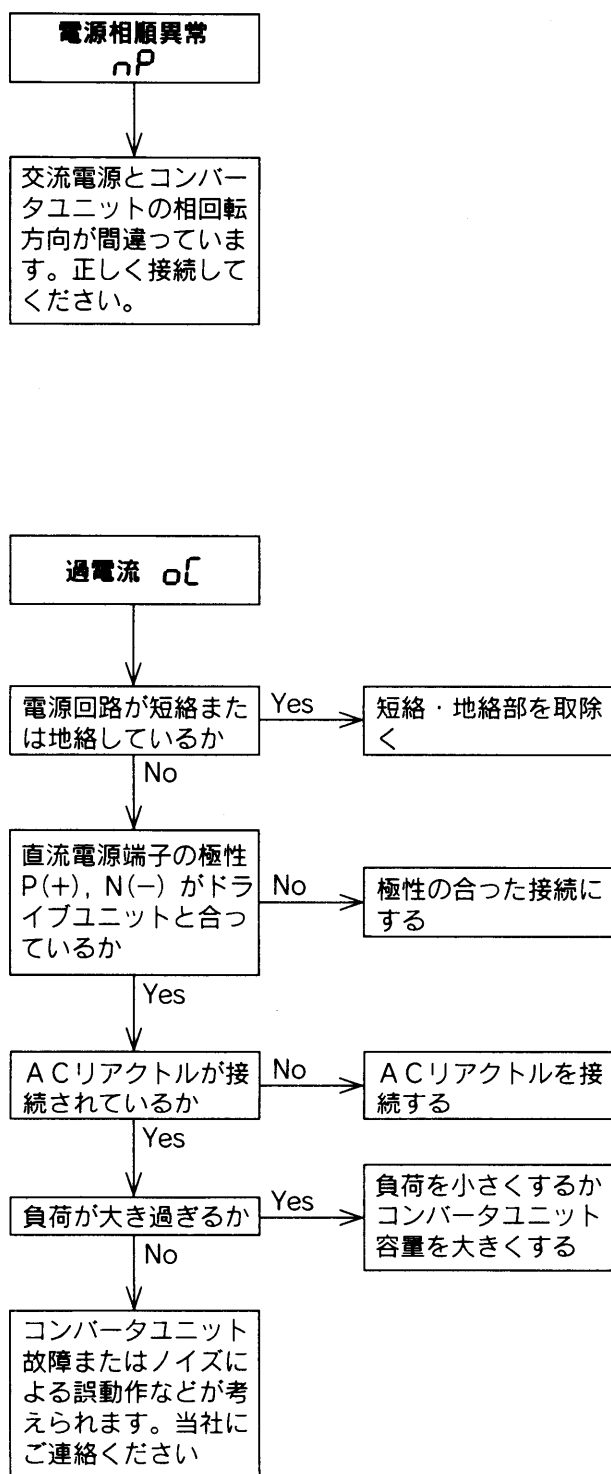 電源相順異常
nP
交流電源とコンバー
タユニットの相回転
方向が間違っていま
す。正しく接続して
ください。
過電流 oC
電源回路が短絡また
は地絡しているか
Yes
短絡・地絡部を取除
く
No
直流電源端子の極性
P(+), N(−) がドラ
イブユニットと合っ
ているか
No
極性の合った接続に
する
Yes
ACリアクトルが接
続されているか
No
ACリアクトルを接
続する
Yes
負荷が大き過ぎるか
Yes
負荷を小さくするか
コンバータユニット
容量を大きくする
No
コンバータユニット
故障またはノイズに
よる誤動作などが考
えられます。当社に
ご連絡ください